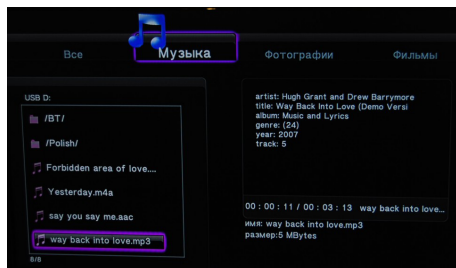 Все
Музыка
Фотографии
Фильмы
USB D:
/BT/
/Polish/
Forbidden area of love....
Yesterday.m4a
say you say me.aac
way back into love.mp3
8/8
artist: Hugh Grant and Drew Barrymore
title: Way Back Into Love (Demo Versi
album: Music and Lyrics
genre: (24)
year: 2007
track: 5
00 : 00 : 11 / 00 : 03 : 13 way back into love...
имя: way back into love.mp3
размер:5 MBytes